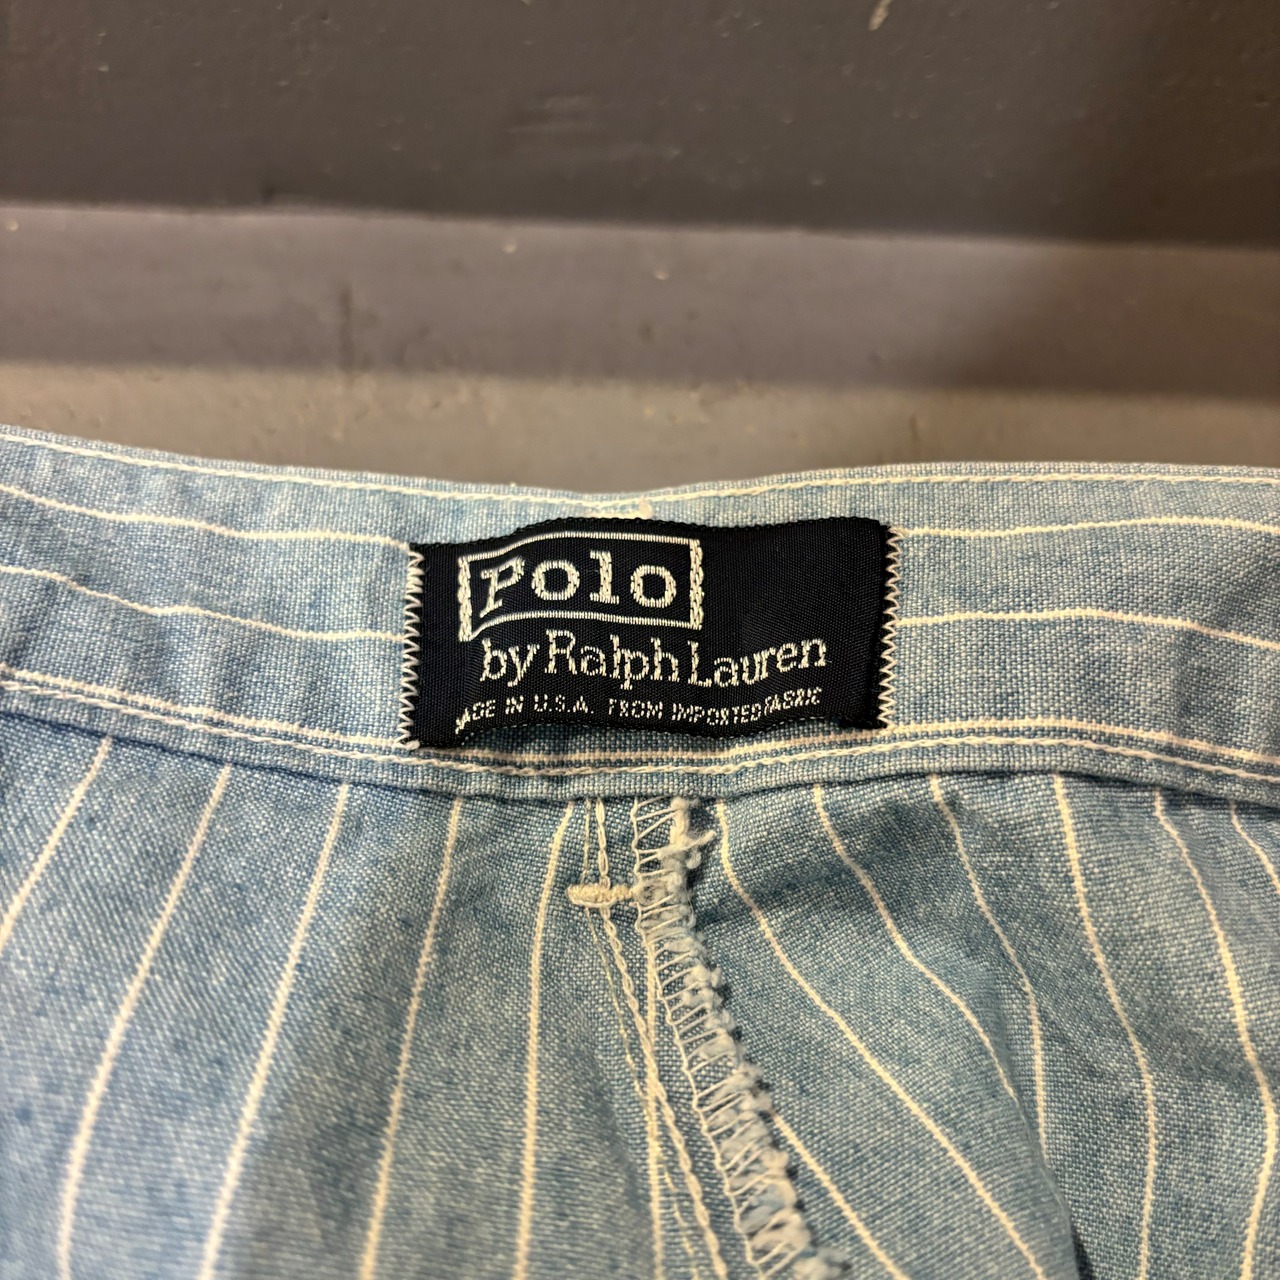 Polo
by Ralph Lauren
MADE IN U.S.A. FROM IMPORTED FABRIC